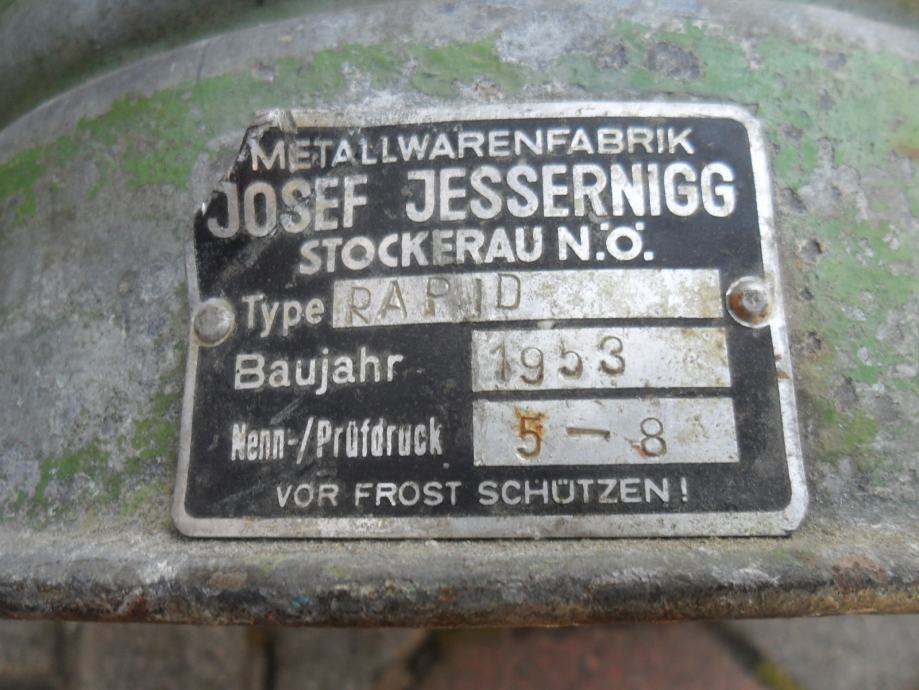 METALLWARENFABRIK
JOSEF JESSERNIGG
STOCKERAU N.Ö.
Type RAPID
Baujahr 1953
Nenn-/Prüfdruck 5-8
VOR FROST SCHÜTZEN!